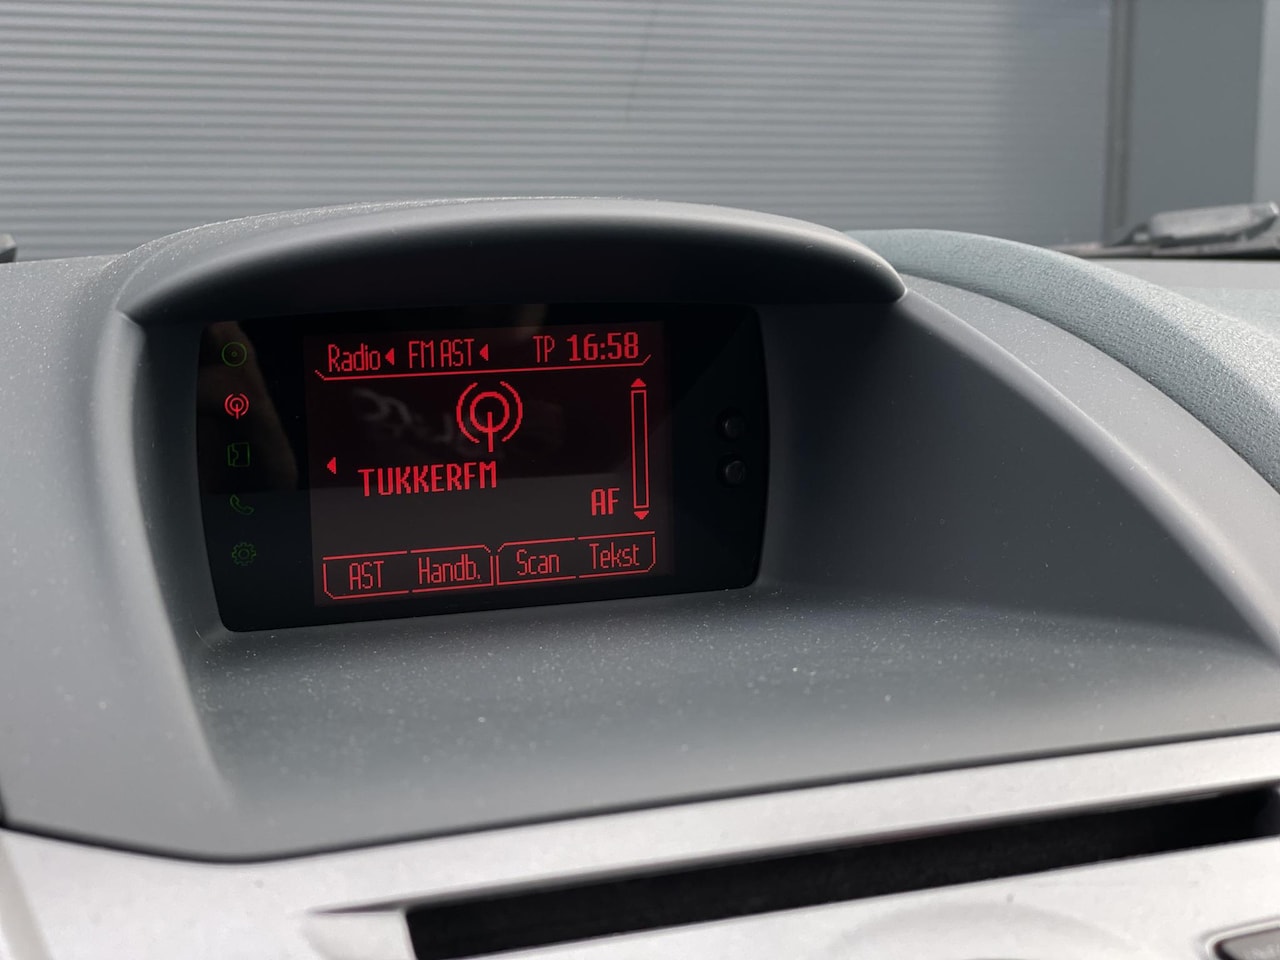 Radio FM AST TP 16:58
TUKKERFM
AF
AST Handb. Scan Tekst